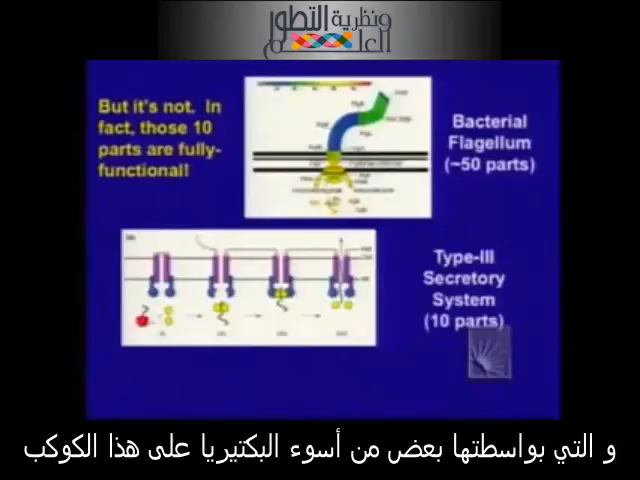 ونظرية التطور
العلم
But it's not. In
fact, those 10
parts are fully-
functional!
Bacterial
Flagellum
(~50 parts)
Type-III
Secretory
System
(10 parts)
و التي بواسطتها بعض من أسوء البكتيريا على هذا الكوكب